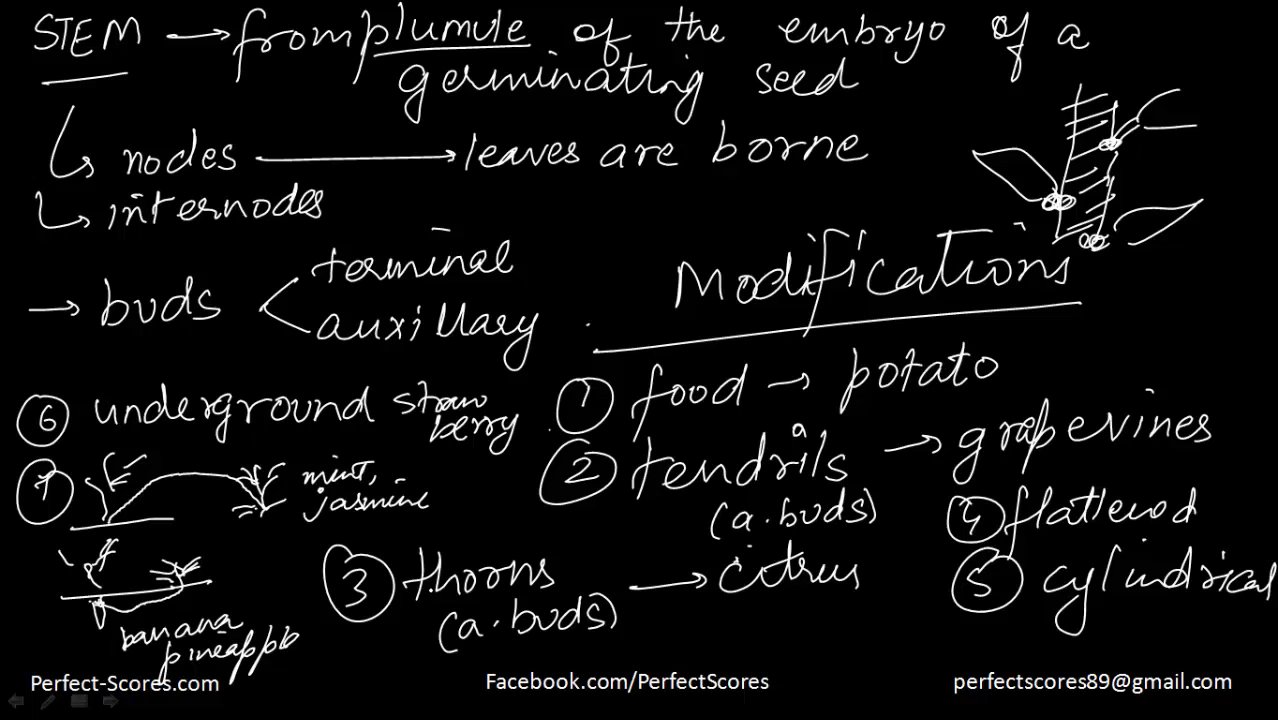 STEM → from plumule of the embryo of a
germinating seed
nodes → leaves are borne
internodes
→ buds < terminal
auxillary
Modifications
① food → potato
② tendrils → grapevines
(a. buds)
③ thorns → citrus
(a. buds)
④ flattenod
⑤ cylindrical
⑥ underground straw
berry
⑦ mint,
jasmine
banana
pineapple
Perfect-Scores.com
Facebook.com/PerfectScores
perfectscores89@gmail.com